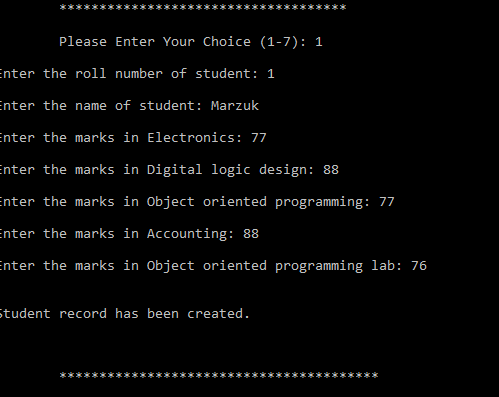 ************************************
Please Enter Your Choice (1-7): 1
Enter the roll number of student: 1
Enter the name of student: Marzuk
Enter the marks in Electronics: 77
Enter the marks in Digital logic design: 88
Enter the marks in Object oriented programming: 77
Enter the marks in Accounting: 88
Enter the marks in Object oriented programming lab: 76
Student record has been created.
****************************************